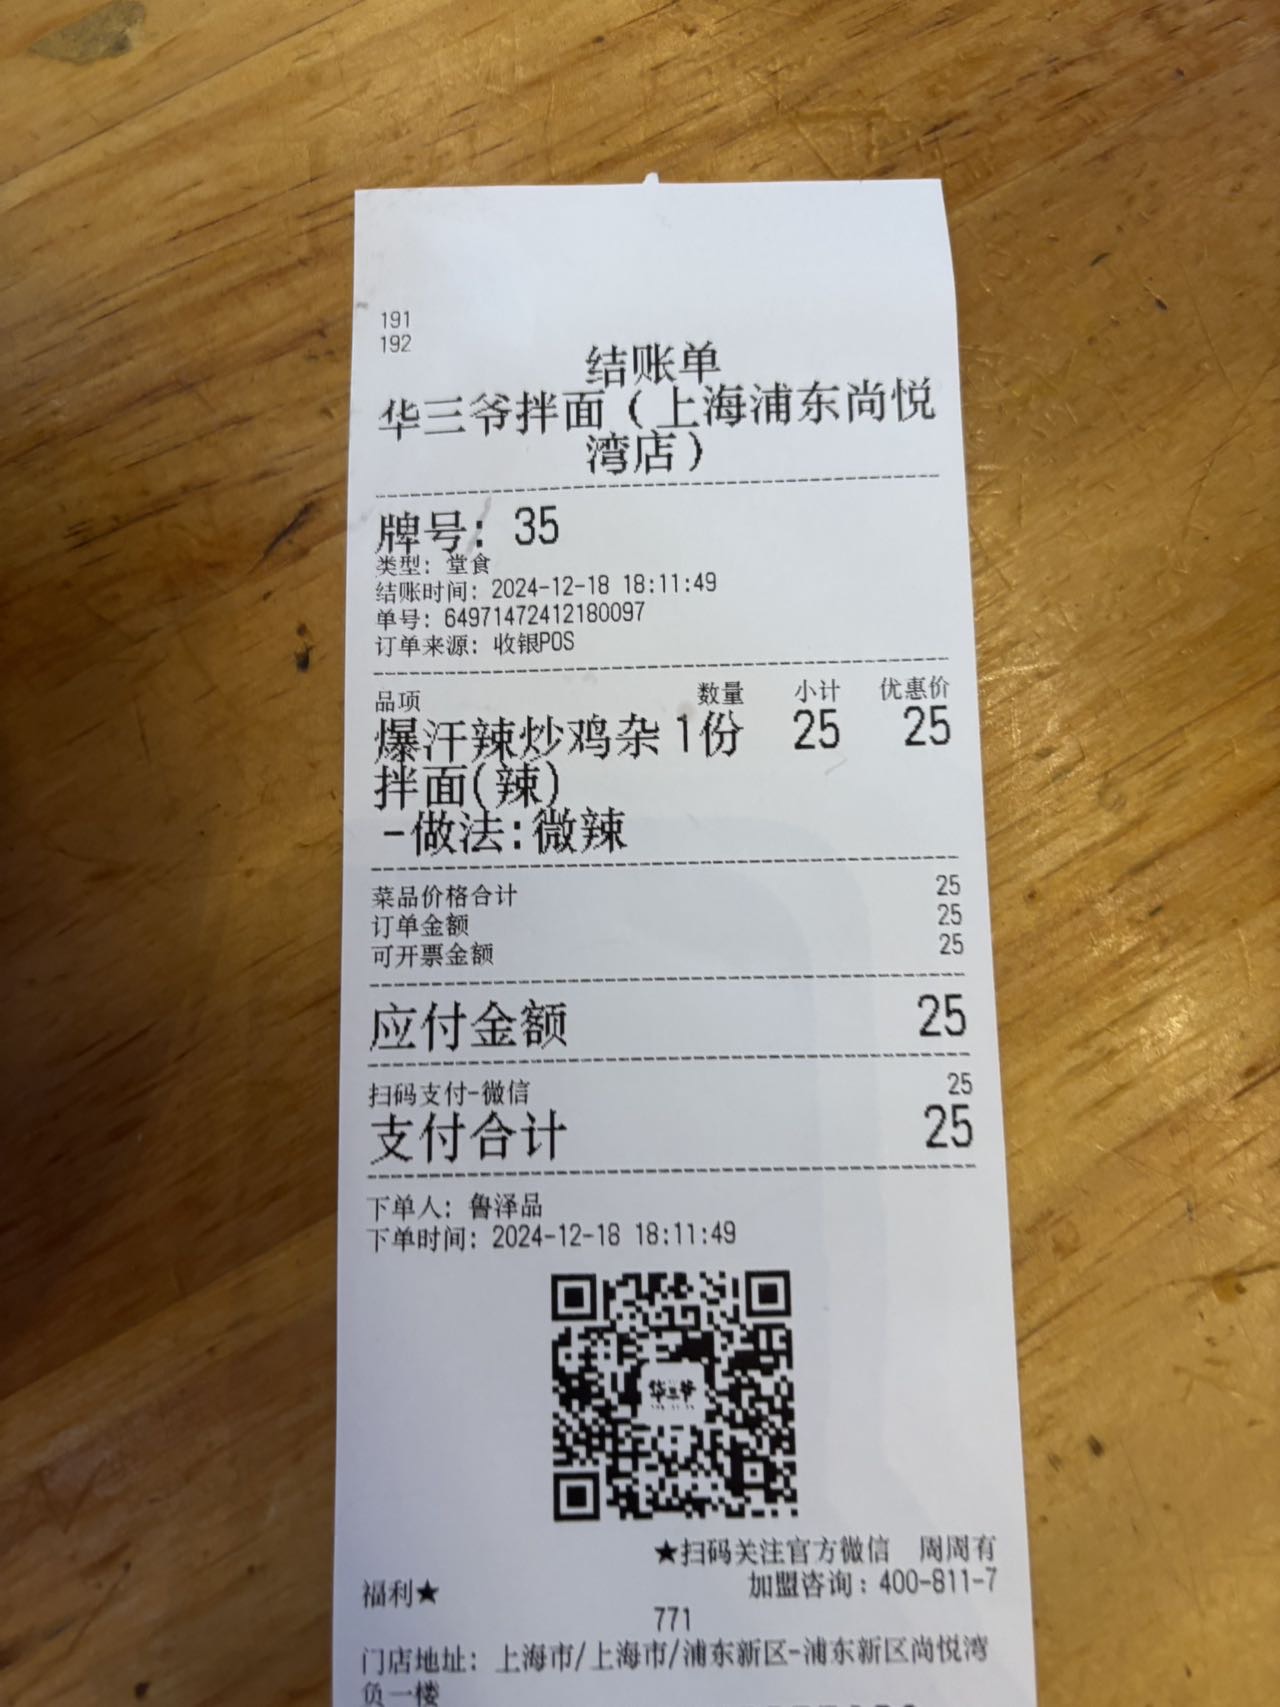 191
192
结账单
华三爷拌面（上海浦东尚悦
湾店）
牌号：35
类型：堂食
结账时间：2024-12-18 18:11:49
单号：64971472412180097
订单来源：收银POS
品项 数量 小计 优惠价
爆汗辣炒鸡杂 1份 25 25
拌面(辣)
-做法:微辣
菜品价格合计 25
订单金额 25
可开票金额 25
应付金额 25
扫码支付-微信 25
支付合计 25
下单人：鲁泽品
下单时间：2024-12-18 18:11:49
华三爷
★扫码关注官方微信 周周有
福利★ 加盟咨询：400-811-7
771
门店地址：上海市/上海市/浦东新区-浦东新区尚悦湾
负一楼